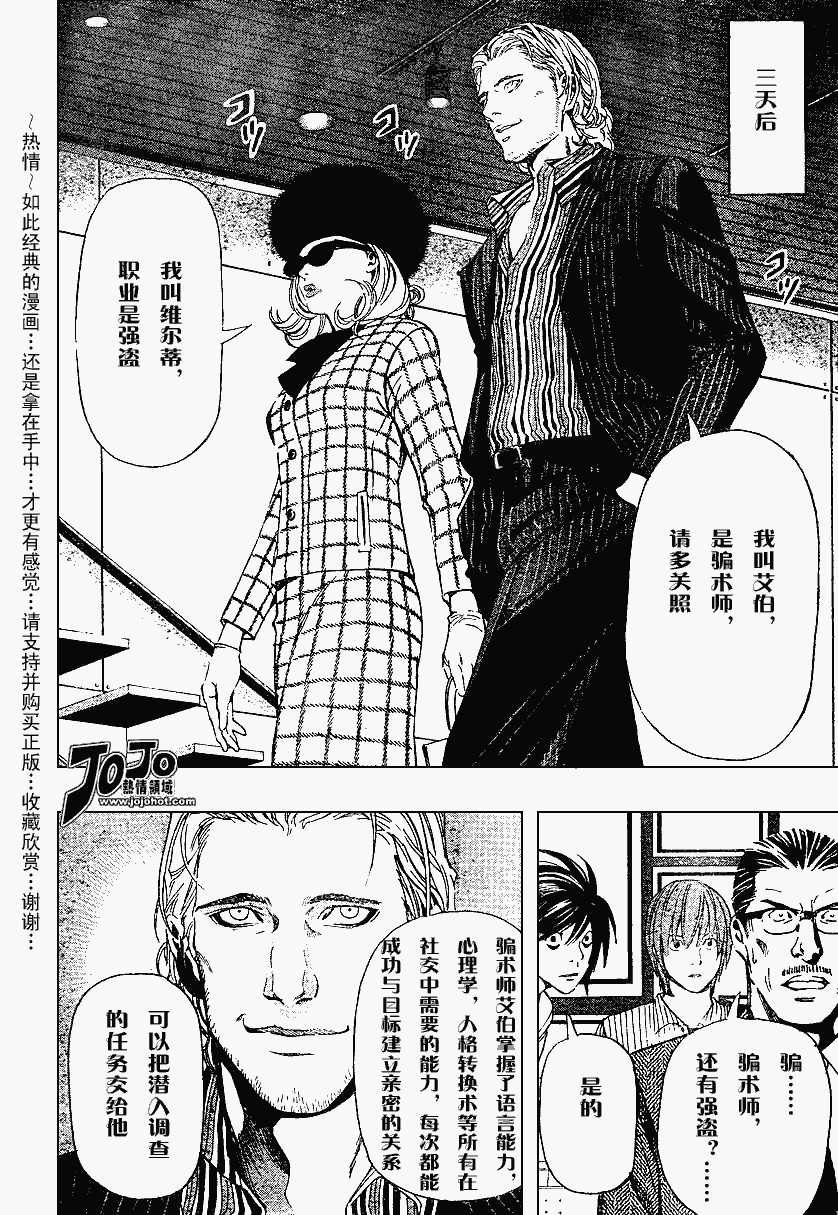 三天后
コッ
コッ
コッ
我叫艾伯，
是骗术师，
请多关照
我叫维尔蒂，
职业是强盗
骗……
骗术师，
还有强盗？……
是的
骗术师艾伯掌握了语言能力，
心理学，人格转换术等所有在
社交中需要的能力，每次都能
成功与目标建立亲密的关系
可以把潜入调查
的任务交给他
～热情～如此经典的漫画…还是拿在手中…才更有感觉…请支持并购买正版…收藏欣赏…谢谢…
JOJO
熱情領域
www.jojohot.com